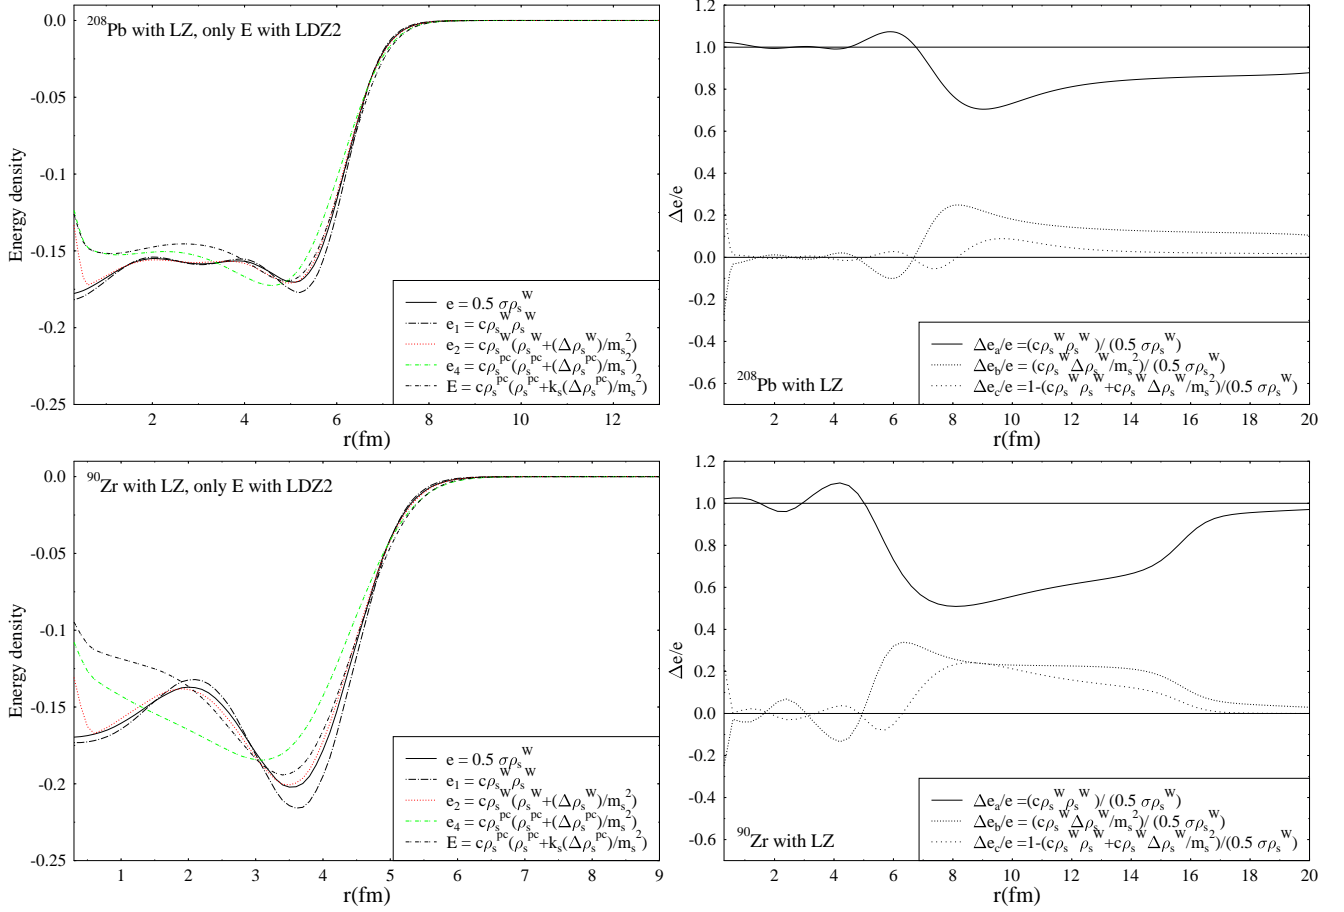 ²⁰⁸Pb with LZ, only E with LDZ2
Energy density
0.0
-0.05
-0.1
-0.15
-0.2
-0.25
2 4 6 8 10 12
r(fm)
e = 0.5 σρₛᵂ
e₁ = cρₛᵂρₛᵂ
e₂ = cρₛᵂ(ρₛᵂ+(Δρₛᵂ)/mₛ²)
e₄ = cρₛᵖᶜ(ρₛᵖᶜ+(Δρₛᵖᶜ)/mₛ²)
E = cρₛᵖᶜ(ρₛᵖᶜ+kₛ(Δρₛᵖᶜ)/mₛ²)
Δe/e
1.2
1.0
0.8
0.6
0.4
0.2
0.0
-0.2
-0.4
-0.6
2 4 6 8 10 12 14 16 18 20
r(fm)
²⁰⁸Pb with LZ
Δeₐ/e =(cρₛᵂρₛᵂ )/ (0.5 σρₛᵂ)
Δe_b/e = (cρₛᵂΔρₛᵂ/mₛ²)/ (0.5 σρₛᵂ)
Δe_c/e =1-(cρₛᵂρₛᵂ+cρₛᵂΔρₛᵂ/mₛ²)/(0.5 σρₛᵂ)
⁹⁰Zr with LZ, only E with LDZ2
Energy density
0.0
-0.05
-0.1
-0.15
-0.2
-0.25
1 2 3 4 5 6 7 8 9
r(fm)
e = 0.5 σρₛᵂ
e₁ = cρₛᵂρₛᵂ
e₂ = cρₛᵂ(ρₛᵂ+(Δρₛᵂ)/mₛ²)
e₄ = cρₛᵖᶜ(ρₛᵖᶜ+(Δρₛᵖᶜ)/mₛ²)
E = cρₛᵖᶜ(ρₛᵖᶜ+kₛ(Δρₛᵖᶜ)/mₛ²)
Δe/e
1.2
1.0
0.8
0.6
0.4
0.2
0.0
-0.2
-0.4
-0.6
2 4 6 8 10 12 14 16 18 20
r(fm)
⁹⁰Zr with LZ
Δeₐ/e =(cρₛᵂρₛᵂ )/ (0.5 σρₛᵂ)
Δe_b/e = (cρₛᵂΔρₛᵂ/mₛ²)/ (0.5 σρₛᵂ)
Δe_c/e =1-(cρₛᵂρₛᵂ+cρₛᵂ Δρₛᵂ/mₛ²)/(0.5 σρₛᵂ)